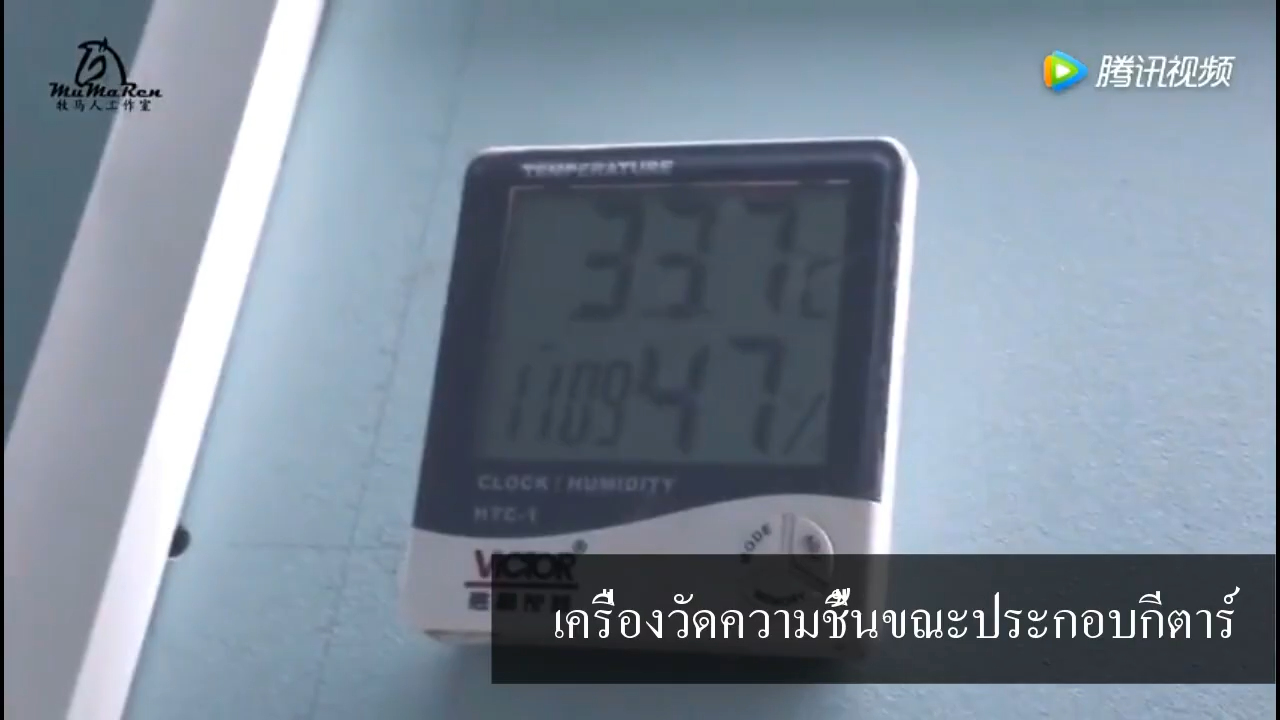 MuMaRen
牧马人工作室
腾讯视频
TEMPERATURE
33.7 °C
11 09 47 %
CLOCK / HUMIDITY
HTC-1
VICTOR®
MODE
เครื่องวัดความชื้นขณะประกอบกีตาร์